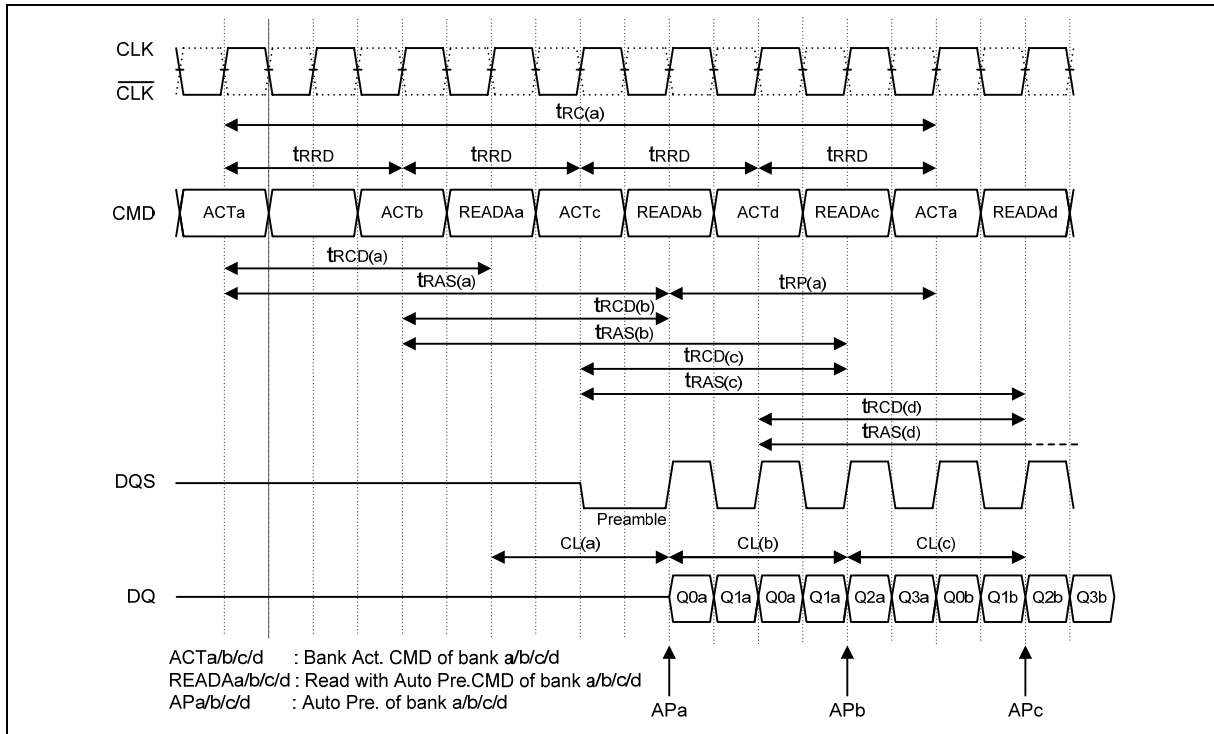 CLK
CLK
tRC(a)
tRRD tRRD tRRD tRRD
CMD ACTa ACTb READAa ACTc READAb ACTd READAc ACTa READAd
tRCD(a)
tRAS(a) tRP(a)
tRCD(b)
tRAS(b)
tRCD(c)
tRAS(c)
tRCD(d)
tRAS(d)
DQS
Preamble
CL(a) CL(b) CL(c)
DQ Q0a Q1a Q0a Q1a Q2a Q3a Q0b Q1b Q2b Q3b
ACTa/b/c/d : Bank Act. CMD of bank a/b/c/d
READAa/b/c/d : Read with Auto Pre.CMD of bank a/b/c/d
APa/b/c/d : Auto Pre. of bank a/b/c/d
APa APb APc